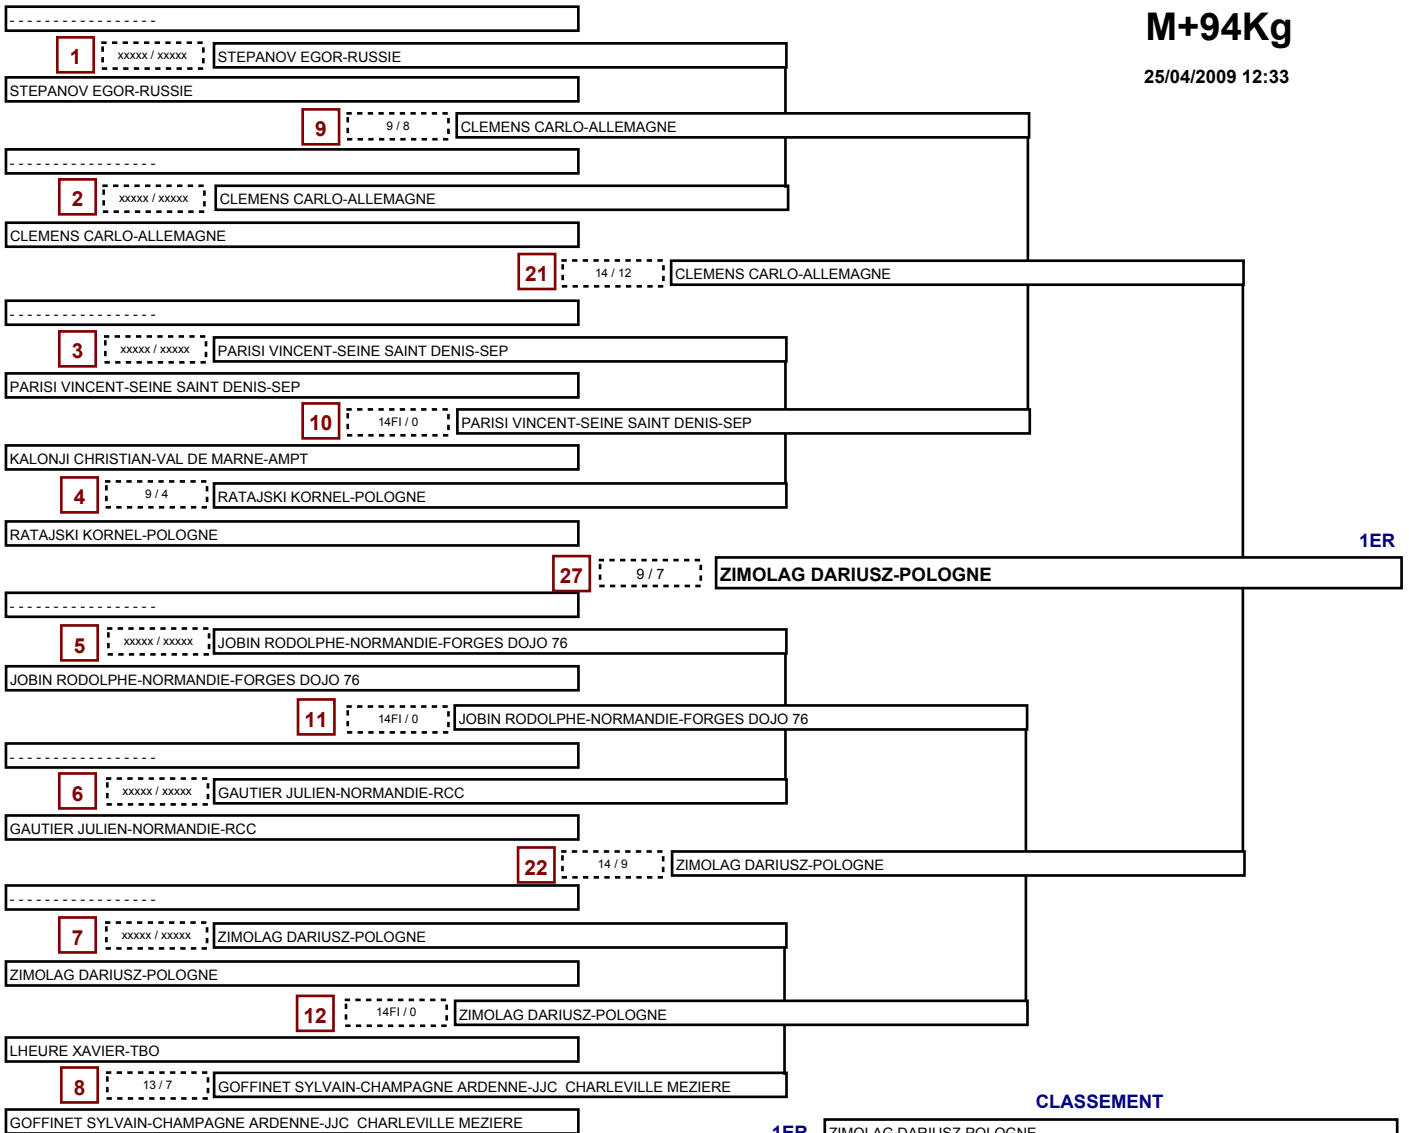 M+94Kg
25/04/2009 12:33
- - - - - - - - - - - - - - - - -
1 xxxxx / xxxxx STEPANOV EGOR-RUSSIE
STEPANOV EGOR-RUSSIE
9 9 / 8 CLEMENS CARLO-ALLEMAGNE
- - - - - - - - - - - - - - - - -
2 xxxxx / xxxxx CLEMENS CARLO-ALLEMAGNE
CLEMENS CARLO-ALLEMAGNE
21 14 / 12 CLEMENS CARLO-ALLEMAGNE
- - - - - - - - - - - - - - - - -
3 xxxxx / xxxxx PARISI VINCENT-SEINE SAINT DENIS-SEP
PARISI VINCENT-SEINE SAINT DENIS-SEP
10 14FI / 0 PARISI VINCENT-SEINE SAINT DENIS-SEP
KALONJI CHRISTIAN-VAL DE MARNE-AMPT
4 9 / 4 RATAJSKI KORNEL-POLOGNE
RATAJSKI KORNEL-POLOGNE
1ER
27 9 / 7 ZIMOLAG DARIUSZ-POLOGNE
- - - - - - - - - - - - - - - - -
5 xxxxx / xxxxx JOBIN RODOLPHE-NORMANDIE-FORGES DOJO 76
JOBIN RODOLPHE-NORMANDIE-FORGES DOJO 76
11 14FI / 0 JOBIN RODOLPHE-NORMANDIE-FORGES DOJO 76
- - - - - - - - - - - - - - - - -
6 xxxxx / xxxxx GAUTIER JULIEN-NORMANDIE-RCC
GAUTIER JULIEN-NORMANDIE-RCC
22 14 / 9 ZIMOLAG DARIUSZ-POLOGNE
- - - - - - - - - - - - - - - - -
7 xxxxx / xxxxx ZIMOLAG DARIUSZ-POLOGNE
ZIMOLAG DARIUSZ-POLOGNE
12 14FI / 0 ZIMOLAG DARIUSZ-POLOGNE
LHEURE XAVIER-TBO
8 13 / 7 GOFFINET SYLVAIN-CHAMPAGNE ARDENNE-JJC CHARLEVILLE MEZIERE
GOFFINET SYLVAIN-CHAMPAGNE ARDENNE-JJC CHARLEVILLE MEZIERE
CLASSEMENT
1ER ZIMOLAG DARIUSZ-POLOGNE